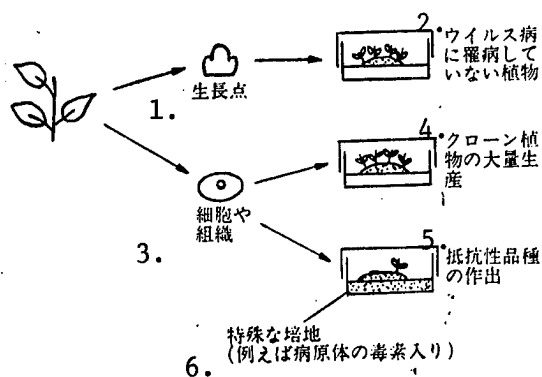 2
・ウイルス病
に罹病して
いない植物
生長点
1.
4
・クローン植
物の大量生
産
細胞や
組織
3.
5
・抵抗性品種
の作出
特殊な培地
(例えば病原体の毒素入り)
6.